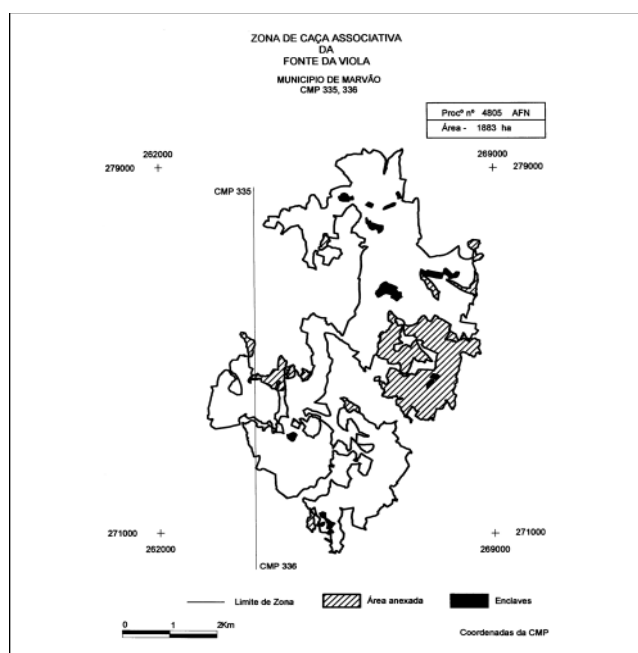 ZONA DE CAÇA ASSOCIATIVA
DA
FONTE DA VIOLA
MUNICIPIO DE MARVÃO
CMP 335, 336
Procº nº 4805 AFN
Área - 1883 ha
262000
279000
269000
279000
CMP 335
271000
262000
271000
269000
CMP 336
Limite de Zona
Área anexada
Enclaves
0 1 2Km
Coordenadas da CMP